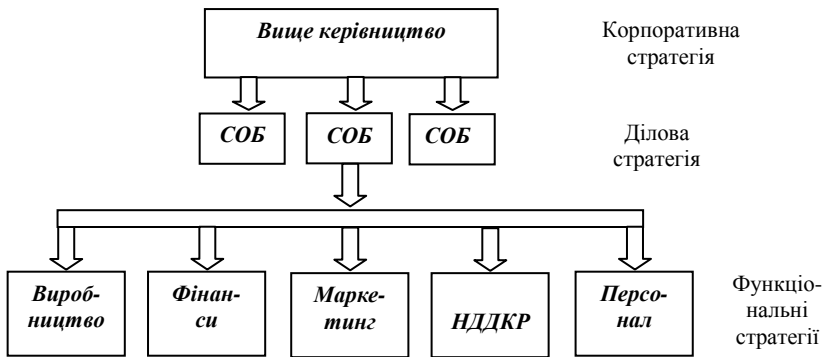 Вище керівництво
Корпоративна
стратегія
СОБ
СОБ
СОБ
Ділова
стратегія
Вироб-
ництво
Фінан-
си
Марке-
тинг
НДДКР
Персо-
нал
Функціо-
нальні
стратегії